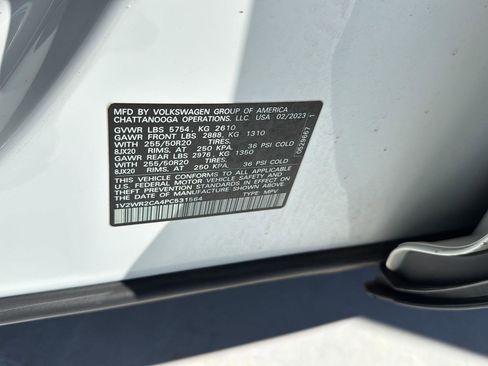 MFD BY VOLKSWAGEN GROUP OF AMERICA
CHATTANOOGA OPERATIONS, LLC. USA 02/2023
GVWR LBS 5754, KG 2610
GAWR FRONT LBS 2888, KG 1310
WITH 255/50R20 TIRES.
8JX20 RIMS, AT 250 KPA. 36 PSI COLD
GAWR REAR LBS 2976, KG 1350
WITH 255/50R20 TIRES.
8JX20 RIMS, AT 250 KPA. 36 PSI COLD
THIS VEHICLE CONFORMS TO ALL APPLICABLE
FEDERAL MOTOR VEHICLE SAFETY STANDARDS IN
EFFECT ON THE DATE OF
MANUFACTURE SHOWN ABOVE.
1V2WR2CA4PC531564 TYPE: MPV